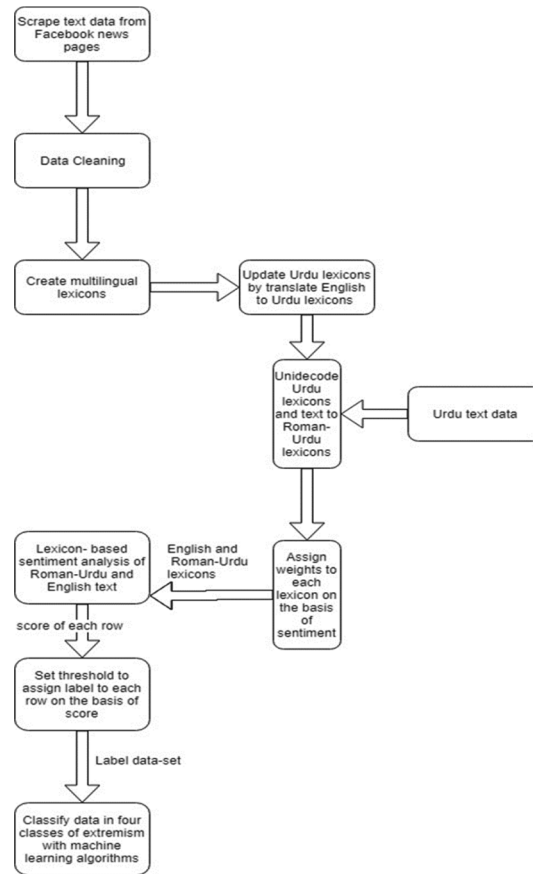 Scrape text data from
Facebook news
pages
Data Cleaning
Create multilingual
lexicons
Update Urdu lexicons
by translate English
to Urdu lexicons
Unidecode
Urdu
lexicons
and text to
Roman-
Urdu
lexicons
Urdu text data
Assign
weights to
each
lexicon on
the basis
of
sentiment
English and
Roman-Urdu
lexicons
Lexicon- based
sentiment analysis of
Roman-Urdu and
English text
score of each row
Set threshold to
assign label to each
row on the basis of
score
Label data-set
Classify data in four
classes of extremism
with machine
learning algorithms